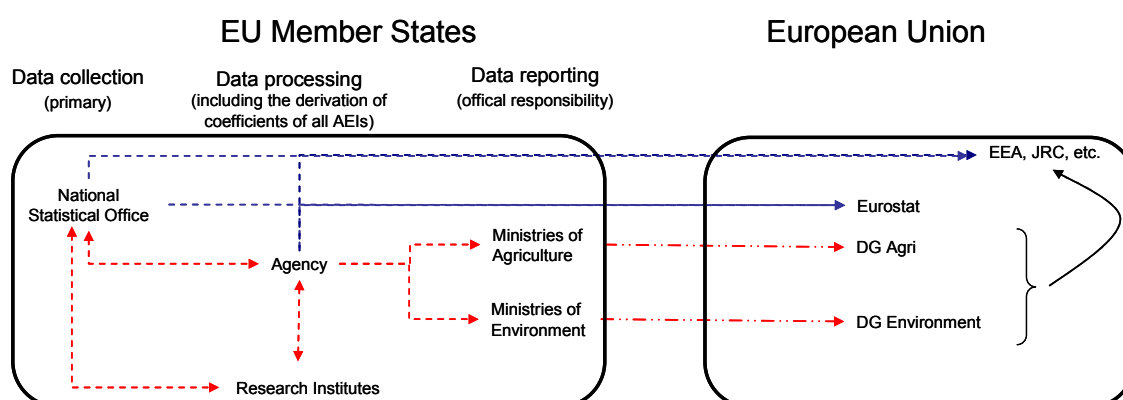 EU Member States
European Union
Data collection
(primary)
Data processing
(including the derivation of
coefficients of all AEIs)
Data reporting
(offical responsibility)
EEA, JRC, etc.
National
Statistical Office
Eurostat
Ministries of
Agriculture
DG Agri
Agency
Ministries of
Environment
DG Environment
Research Institutes